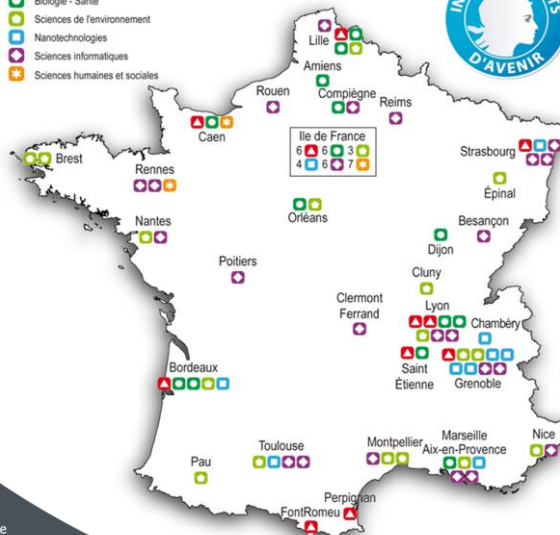 Biologie - Santé
Sciences de l'environnement
Nanotechnologies
Sciences informatiques
Sciences humaines et sociales
D'AVENIR
Lille
Amiens
Rouen
Compiègne
Reims
Caen
Ile de France
6 6 3
4 6 7
Strasbourg
Brest
Rennes
Épinal
Nantes
Orléans
Besançon
Dijon
Poitiers
Cluny
Clermont
Ferrand
Lyon
Chambéry
Bordeaux
Saint
Étienne
Grenoble
Toulouse
Montpellier
Marseille
Aix-en-Provence
Nice
Pau
Perpignan
FontRomeu
e